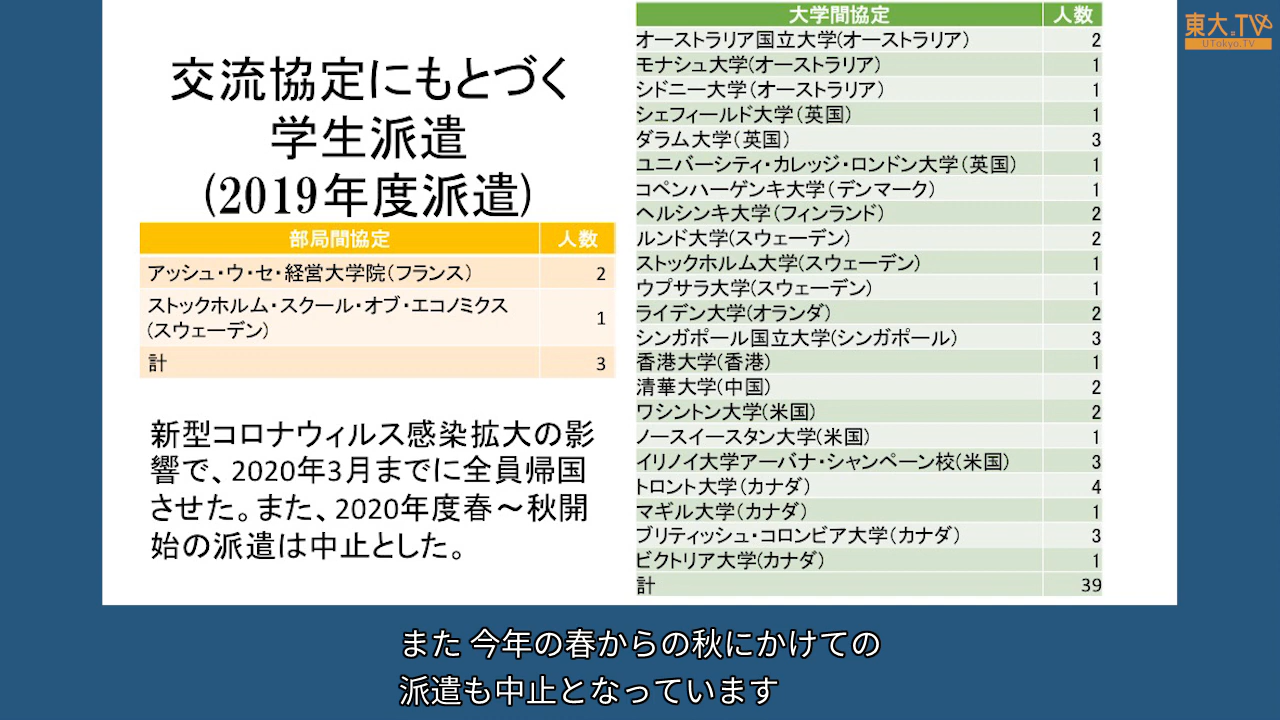 交流協定にもとづく
学生派遣
(2019年度派遣)
部局間協定 人数
アッシュ・ウ・セ・経営大学院(フランス) 2
ストックホルム・スクール・オブ・エコノミクス
(スウェーデン) 1
計 3
新型コロナウィルス感染拡大の影
響で、2020年3月までに全員帰国
させた。また、2020年度春～秋開
始の派遣は中止とした。
大学間協定 人数
オーストラリア国立大学(オーストラリア) 2
モナシュ大学(オーストラリア) 1
シドニー大学(オーストラリア) 1
シェフィールド大学(英国) 1
ダラム大学(英国) 3
ユニバーシティ・カレッジ・ロンドン大学(英国) 1
コペンハーゲンキ大学(デンマーク) 1
ヘルシンキ大学(フィンランド) 2
ルンド大学(スウェーデン) 2
ストックホルム大学(スウェーデン) 1
ウプサラ大学(スウェーデン) 1
ライデン大学(オランダ) 2
シンガポール国立大学(シンガポール) 3
香港大学(香港) 1
清華大学(中国) 2
ワシントン大学(米国) 2
ノースイースタン大学(米国) 1
イリノイ大学アーバナ・シャンペーン校(米国) 3
トロント大学(カナダ) 4
マギル大学(カナダ) 1
ブリティッシュ・コロンビア大学(カナダ) 3
ビクトリア大学(カナダ) 1
計 39
東大.TV
UTokyo.TV
また 今年の春からの秋にかけての
派遣も中止となっています